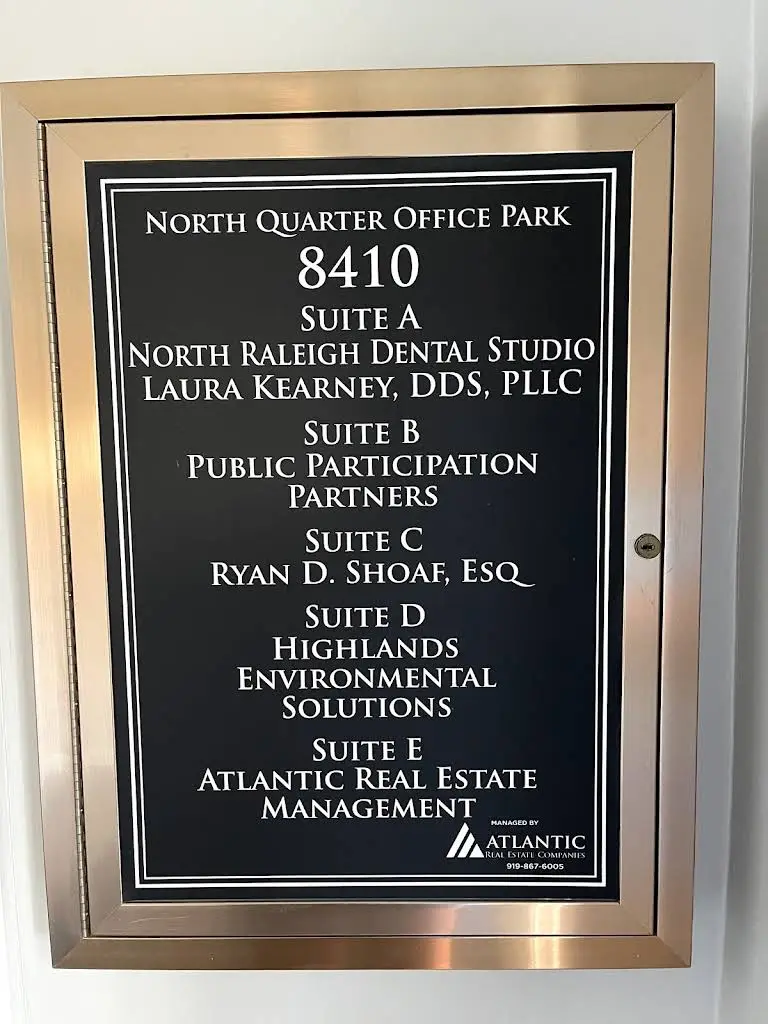 NORTH QUARTER OFFICE PARK
8410
SUITE A
NORTH RALEIGH DENTAL STUDIO
LAURA KEARNEY, DDS, PLLC
SUITE B
PUBLIC PARTICIPATION
PARTNERS
SUITE C
RYAN D. SHOAF, ESQ
SUITE D
HIGHLANDS
ENVIRONMENTAL
SOLUTIONS
SUITE E
ATLANTIC REAL ESTATE
MANAGEMENT
MANAGED BY
ATLANTIC
REAL ESTATE COMPANIES
919-867-6005